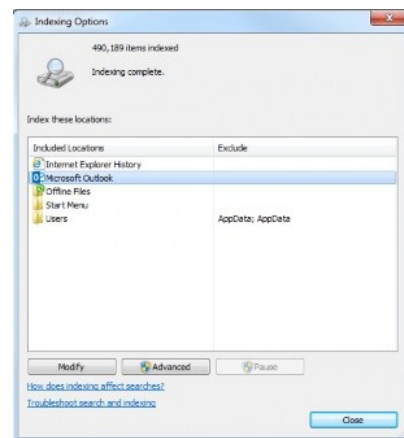 Indexing Options
490,189 items indexed
Indexing complete.
Index these locations:
Included Locations Exclude
Internet Explorer History
Microsoft Outlook
Offline Files
Start Menu
Users AppData; AppData
Modify Advanced Pause
How does indexing affect searches?
Troubleshoot search and indexing
Close